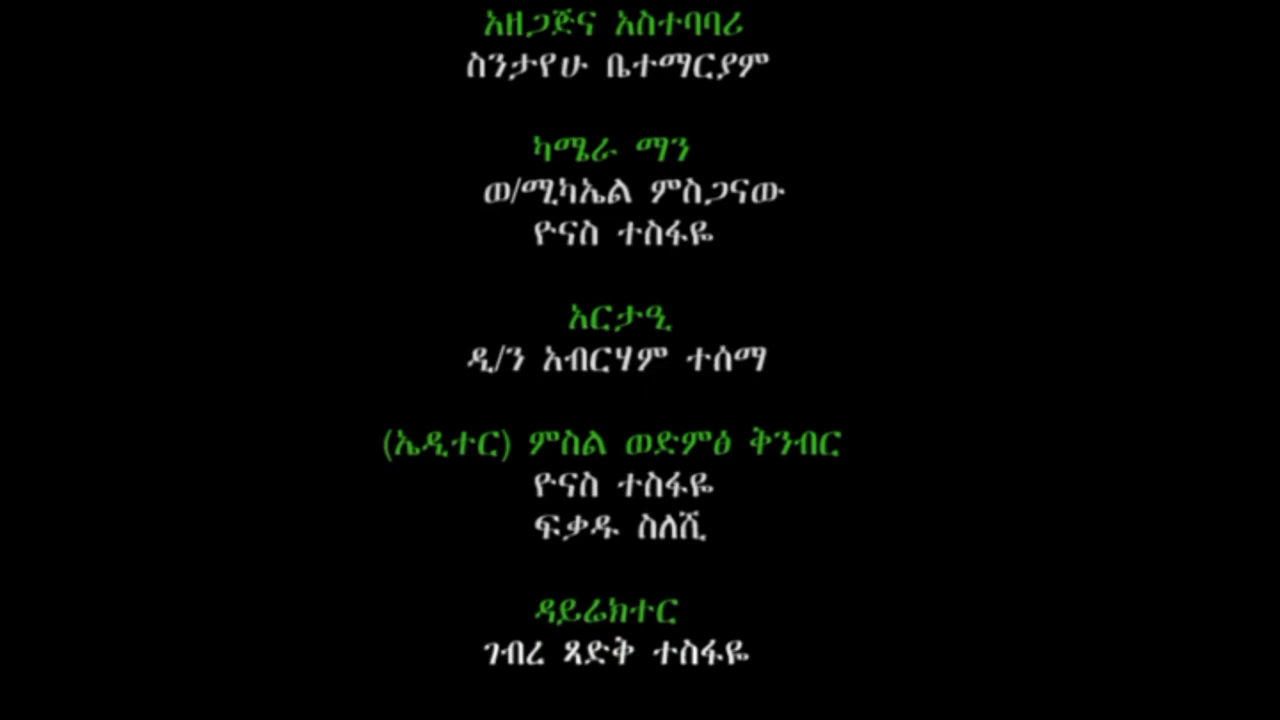 አዘጋጅና አስተባባሪ
ስንታየሁ ቤተማርያም
ካሜራ ማን
ወ/ሚካኤል ምስጋናው
ዮናስ ተስፋዬ
አርታዒ
ዲ/ን አብርሃም ተሰማ
(ኤዲተር) ምስል ወድምፅ ቅንብር
ዮናስ ተስፋዬ
ፍቃዱ ስለሺ
ዳይሬክተር
ገብረ ጻድቅ ተስፋዬ